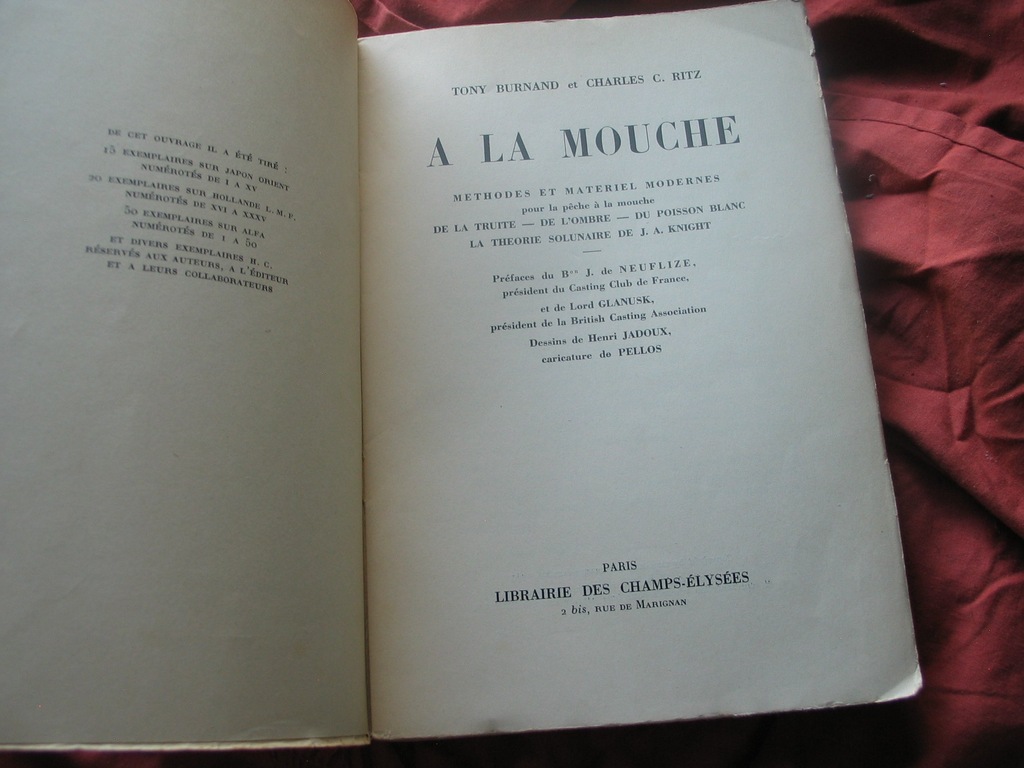 DE CET OUVRAGE IL A ÉTÉ TIRÉ :
15 EXEMPLAIRES SUR JAPON ORIENT
NUMÉROTÉS DE I A XV
20 EXEMPLAIRES SUR HOLLANDE L. M. F.
NUMÉROTÉS DE XVI A XXXV
50 EXEMPLAIRES SUR ALFA
NUMÉROTÉS DE 1 A 50
ET DIVERS EXEMPLAIRES H. C.
RÉSERVÉS AUX AUTEURS, A L'ÉDITEUR
ET A LEURS COLLABORATEURS
TONY BURNAND et CHARLES C. RITZ
A LA MOUCHE
METHODES ET MATERIEL MODERNES
pour la pêche à la mouche
DE LA TRUITE — DE L'OMBRE — DU POISSON BLANC
LA THEORIE SOLUNAIRE DE J. A. KNIGHT
Préfaces du Bon J. de NEUFLIZE,
président du Casting Club de France,
et de Lord GLANUSK,
président de la British Casting Association
Dessins de Henri JADOUX,
caricature de PELLOS
PARIS
LIBRAIRIE DES CHAMPS-ÉLYSÉES
2 bis, RUE DE MARIGNAN